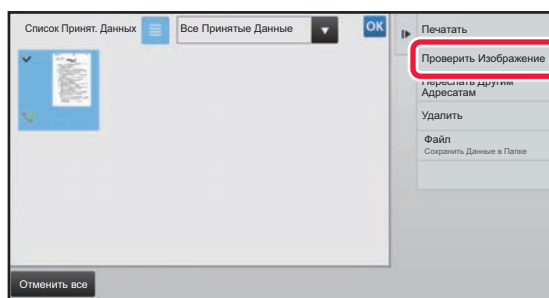 Список Принят. Данных
Все Принятые Данные
OK
Печатать
Проверить Изображение
Переслать Другим
Адресатам
Удалить
Файл
Сохранить Данные в Папке
Отменить все